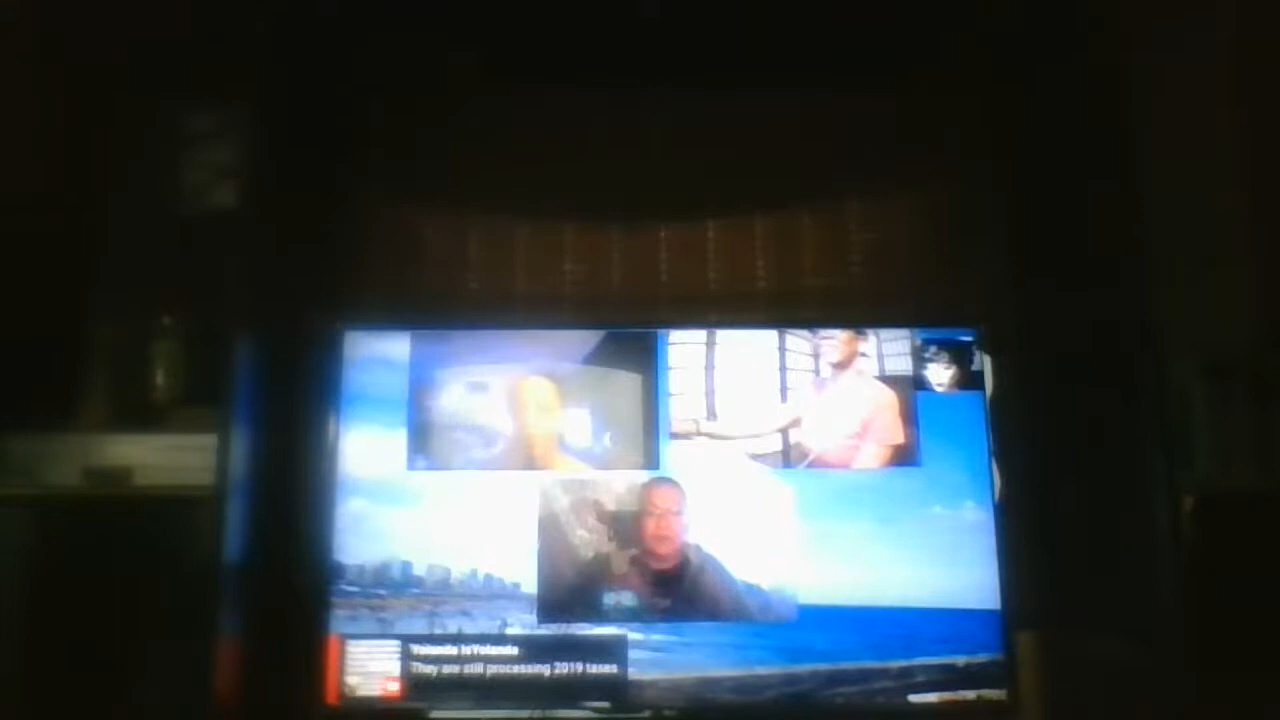 Yolanda IsYolanda
They are still processing 2019 taxes